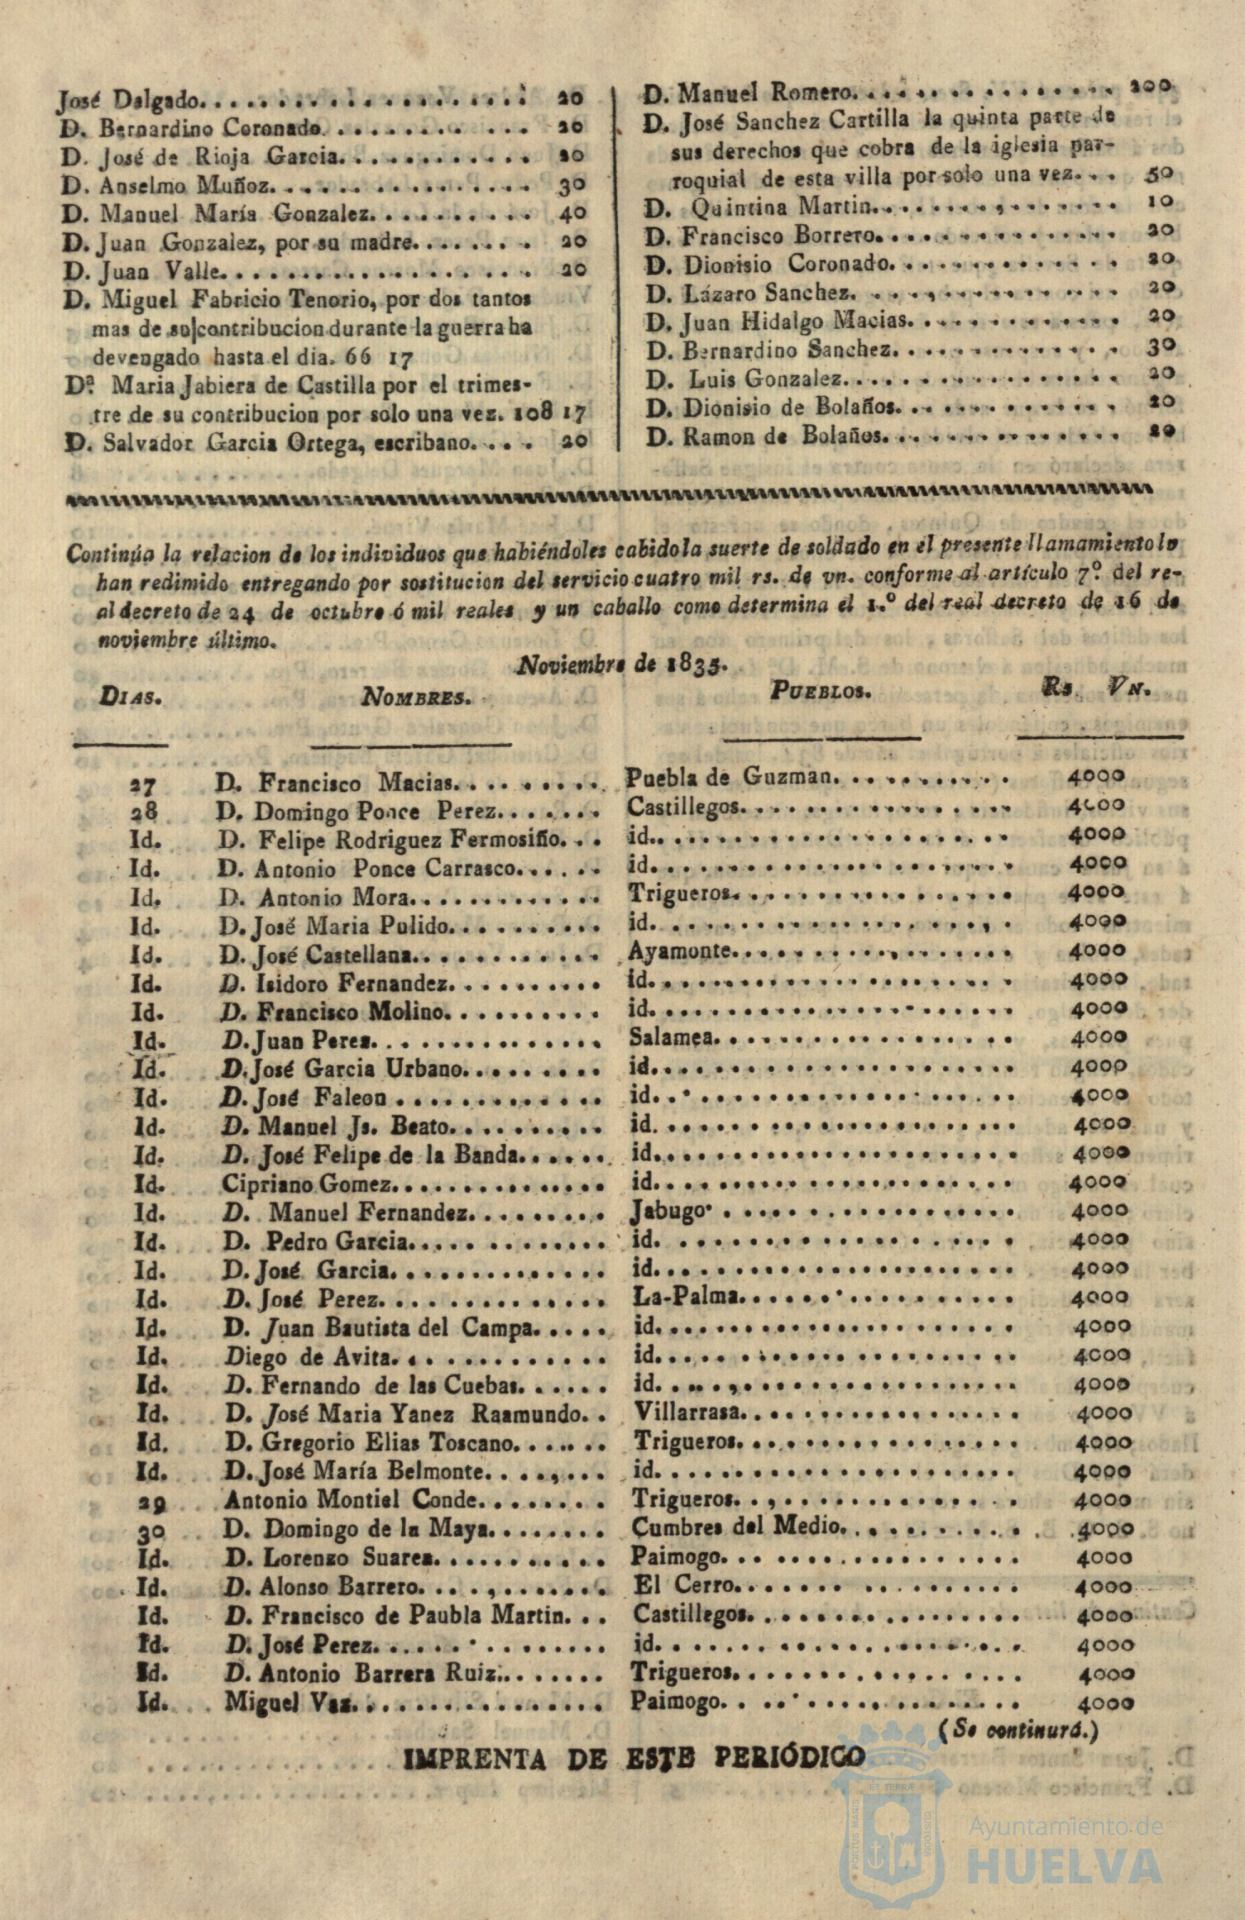 José Dalgado. . . . . . . . . . . . . . . . . . . . 20
D. Bernardino Coronado. . . . . . . . . . . . 20
D. José de Rioja Garcia. . . . . . . . . . . . 20
D. Anselmo Muñoz. . . . . . . . . . . . . . . . 30
D. Manuel María Gonzalez. . . . . . . . . . 40
D. Juan Gonzalez, por su madre. . . . . . . 20
D. Juan Valle. . . . . . . . . . . . . . . . . . 20
D. Miguel Fabricio Tenorio, por dos tantos
mas de su contribucion durante la guerra ha
devengado hasta el dia. 66 17
Dª Maria Jabiera de Castilla por el trimes-
tre de su contribucion por solo una vez. 108 17
D. Salvador Garcia Ortega, escribano. . . . 20
D. Manuel Romero. . . . . . . . . . . . . . . 200
D. José Sanchez Cartilla la quinta parte de
sus derechos que cobra de la iglesia par-
roquial de esta villa por solo una vez. . . 50
D. Quintina Martin. . . . . . . . . . . . . . 10
D. Francisco Borrero. . . . . . . . . . . . . 20
D. Dionisio Coronado. . . . . . . . . . . . . 20
D. Lázaro Sanchez. . . . . . . . . . . . . . 20
D. Juan Hidalgo Macias. . . . . . . . . . . . 20
D. Bernardino Sanchez. . . . . . . . . . . . 30
D. Luis Gonzalez. . . . . . . . . . . . . . . 20
D. Dionisio de Bolaños. . . . . . . . . . . . 20
D. Ramon de Bolaños. . . . . . . . . . . . . 20
Continúa la relacion de los individuos que habiéndoles cabido la suerte de soldado en el presente llamamiento lo
han redimido entregando por sostitucion del servicio cuatro mil rs. de vn. conforme al artículo 7º. del re-
al decreto de 24 de octubre ó mil reales y un caballo como determina el 1.º del real decreto de 16 de
noviembre último.
Noviembre de 1835.
DIAS. NOMBRES. PUEBLOS. Rs VN.
27 D. Francisco Macias. . . . . . . . . Puebla de Guzman. . . . . . . . . . 4000
28 D. Domingo Ponce Perez. . . . . . . Castillegos. . . . . . . . . . . . . . 4000
Id. D. Felipe Rodriguez Fermosiño. . . id. . . . . . . . . . . . . . . . . . . 4000
Id. D. Antonio Ponce Carrasco. . . . . . id. . . . . . . . . . . . . . . . . . . 4000
Id. D. Antonio Mora. . . . . . . . . . . . Trigueros. . . . . . . . . . . . . . . 4000
Id. D. José Maria Pulido. . . . . . . . . id. . . . . . . . . . . . . . . . . . . 4000
Id. D. José Castellana. . . . . . . . . . . Ayamonte. . . . . . . . . . . . . . . 4000
Id. D. Isidoro Fernandez. . . . . . . . . id. . . . . . . . . . . . . . . . . . . 4000
Id. D. Francisco Molino. . . . . . . . . id. . . . . . . . . . . . . . . . . . . 4000
Id. D. Juan Perez. . . . . . . . . . . . . Salamea. . . . . . . . . . . . . . . . 4000
Id. D. José Garcia Urbano. . . . . . . . id. . . . . . . . . . . . . . . . . . . 4000
Id. D. José Faleon . . . . . . . . . . . . id. . . . . . . . . . . . . . . . . . . 4000
Id. D. Manuel Js. Beato. . . . . . . . . id. . . . . . . . . . . . . . . . . . . 4000
Id. D. José Felipe de la Banda. . . . . . id. . . . . . . . . . . . . . . . . . . 4000
Id. Cipriano Gomez. . . . . . . . . . . . . id. . . . . . . . . . . . . . . . . . . 4000
Id. D. Manuel Fernandez. . . . . . . . . Jabugo. . . . . . . . . . . . . . . . . 4000
Id. D. Pedro Garcia. . . . . . . . . . . . id. . . . . . . . . . . . . . . . . . . 4000
Id. D. José Garcia. . . . . . . . . . . . . id. . . . . . . . . . . . . . . . . . . 4000
Id. D. José Perez. . . . . . . . . . . . . La-Palma. . . . . . . . . . . . . . . 4000
Id. D. Juan Bautista del Campa. . . . . id. . . . . . . . . . . . . . . . . . . 4000
Id. Diego de Avita. . . . . . . . . . . . . id. . . . . . . . . . . . . . . . . . . 4000
Id. D. Fernando de las Cuebas. . . . . . id. . . . . . . . . . . . . . . . . . . 4000
Id. D. José Maria Yanez Raamundo. . Villarrasa. . . . . . . . . . . . . . . 4000
Id. D. Gregorio Elias Toscano. . . . . . Trigueros. . . . . . . . . . . . . . . 4000
Id. D. José María Belmonte. . . . . . . . id. . . . . . . . . . . . . . . . . . . 4000
29 Antonio Montiel Conde. . . . . . . . Trigueros. . . . . . . . . . . . . . . 4000
30 D. Domingo de la Maya. . . . . . . . Cumbres del Medio. . . . . . . . . . 4000
Id. D. Lorenzo Suarez. . . . . . . . . . Paimogo. . . . . . . . . . . . . . . . 4000
Id. D. Alonso Barrero. . . . . . . . . . . El Cerro. . . . . . . . . . . . . . . . 4000
Id. D. Francisco de Paubla Martin. . . Castillegos. . . . . . . . . . . . . . 4000
Id. D. José Perez. . . . . . . . . . . . . id. . . . . . . . . . . . . . . . . . . 4000
Id. D. Antonio Barrera Ruiz. . . . . . . Trigueros. . . . . . . . . . . . . . . 4000
Id. Miguel Vaz. . . . . . . . . . . . . . . Paimogo. . . . . . . . . . . . . . . . 4000
(Se continurá.)
IMPRENTA DE ESTE PERIÓDICO
Ayuntamiento de
HUELVA